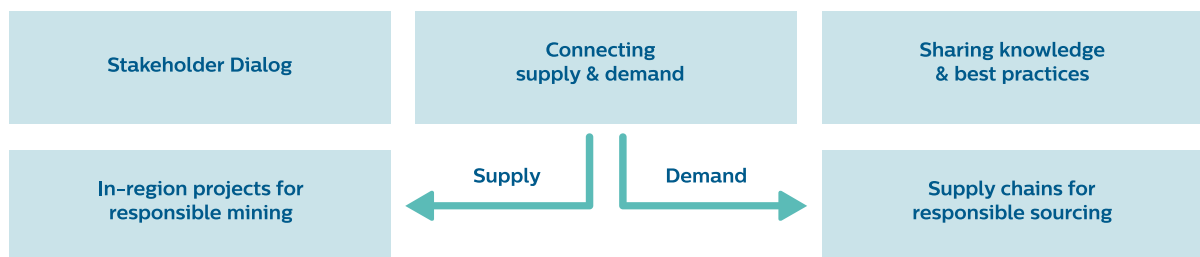 Stakeholder Dialog
Connecting
supply & demand
Sharing knowledge
& best practices
In-region projects for
responsible mining
Supply
Demand
Supply chains for
responsible sourcing